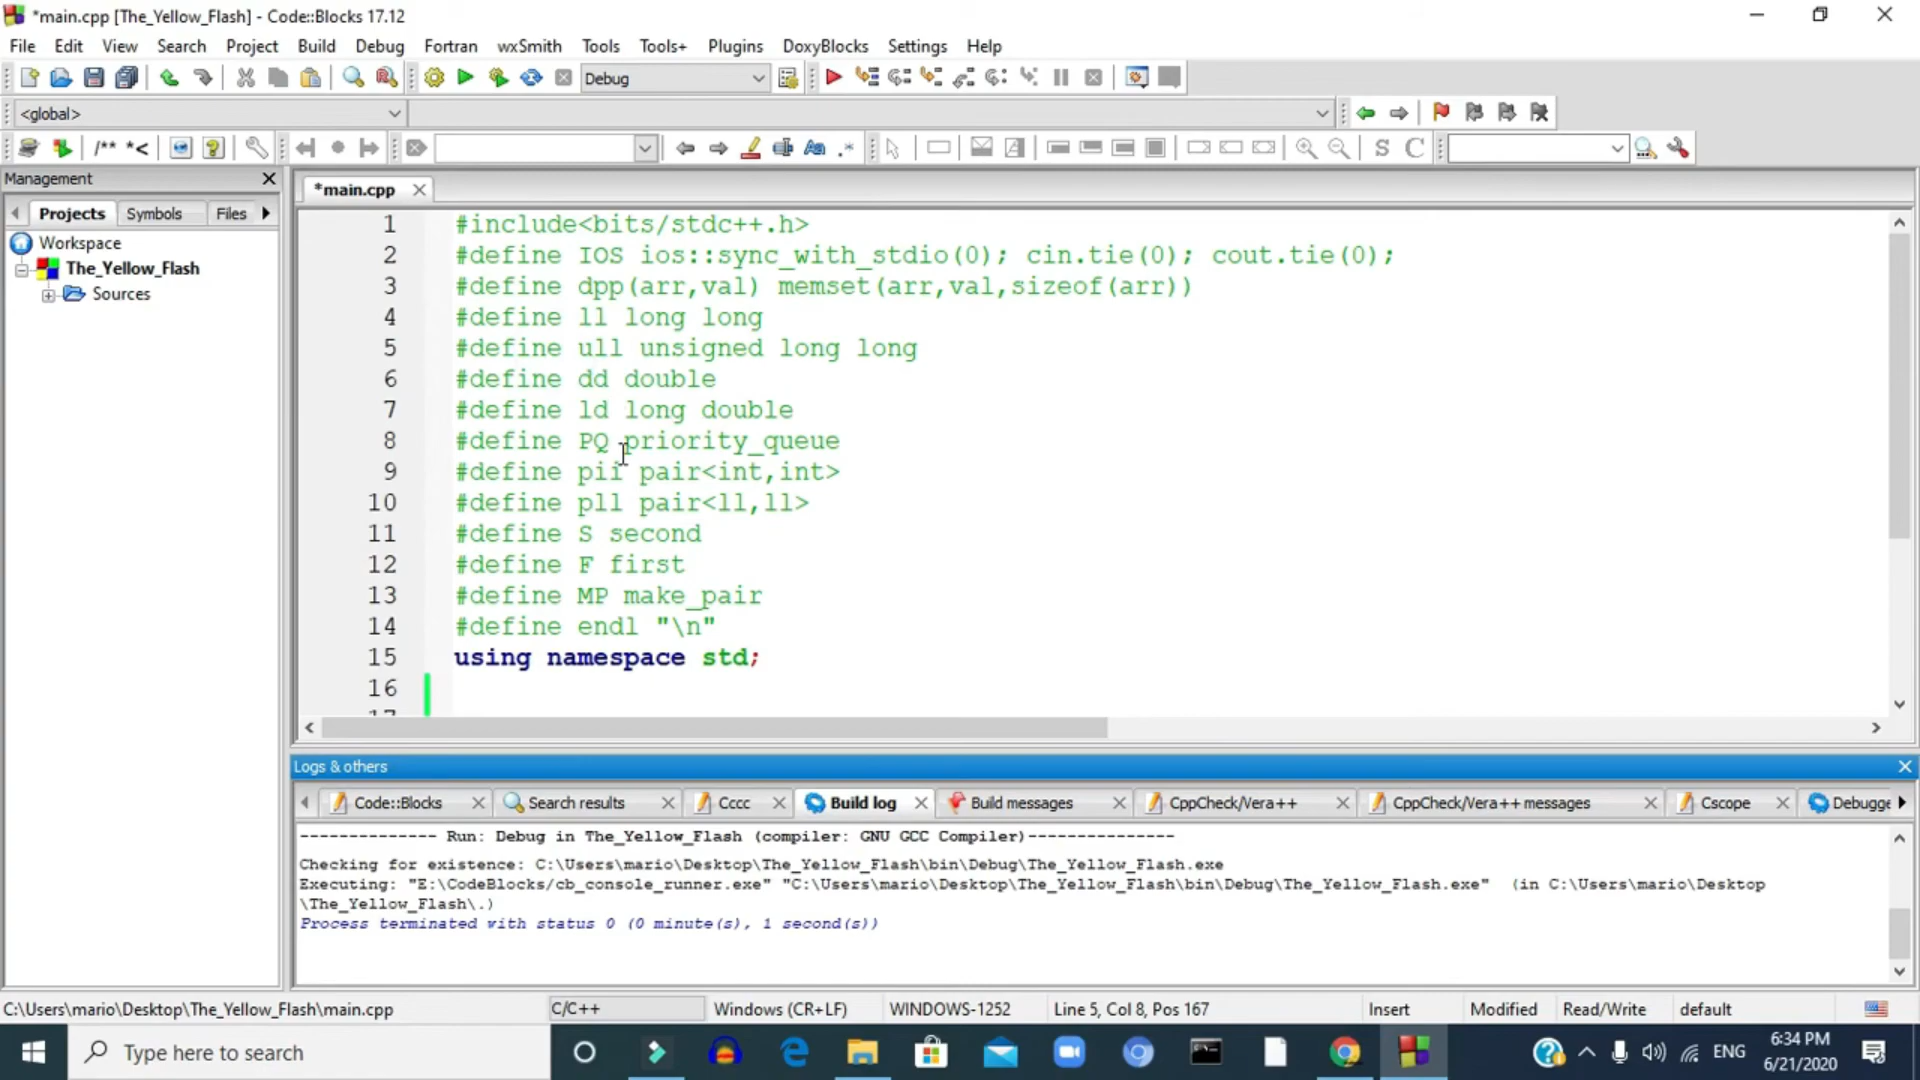 *main.cpp [The_Yellow_Flash] - Code::Blocks 17.12
File Edit View Search Project Build Debug Fortran wxSmith Tools Tools+ Plugins DoxyBlocks Settings Help
Debug
<global>
/** *<
S C
Management
Projects Symbols Files
Workspace
The_Yellow_Flash
Sources
*main.cpp
1 #include<bits/stdc++.h>
2 #define IOS ios::sync_with_stdio(0); cin.tie(0); cout.tie(0);
3 #define dpp(arr,val) memset(arr,val,sizeof(arr))
4 #define ll long long
5 #define ull unsigned long long
6 #define dd double
7 #define ld long double
8 #define PQ priority_queue
9 #define pii pair<int,int>
10 #define pll pair<ll,ll>
11 #define S second
12 #define F first
13 #define MP make_pair
14 #define endl "\n"
15 using namespace std;
16
17
Logs & others
Code::Blocks Search results Cccc Build log Build messages CppCheck/Vera++ CppCheck/Vera++ messages Cscope Debugge
-------------- Run: Debug in The_Yellow_Flash (compiler: GNU GCC Compiler)---------------
Checking for existence: C:\Users\mario\Desktop\The_Yellow_Flash\bin\Debug\The_Yellow_Flash.exe
Executing: "E:\CodeBlocks/cb_console_runner.exe" "C:\Users\mario\Desktop\The_Yellow_Flash\bin\Debug\The_Yellow_Flash.exe" (in C:\Users\mario\Desktop
\The_Yellow_Flash\.)
Process terminated with status 0 (0 minute(s), 1 second(s))
C:\Users\mario\Desktop\The_Yellow_Flash\main.cpp C/C++ Windows (CR+LF) WINDOWS-1252 Line 5, Col 8, Pos 167 Insert Modified Read/Write default
Type here to search
ENG
6:34 PM
6/21/2020